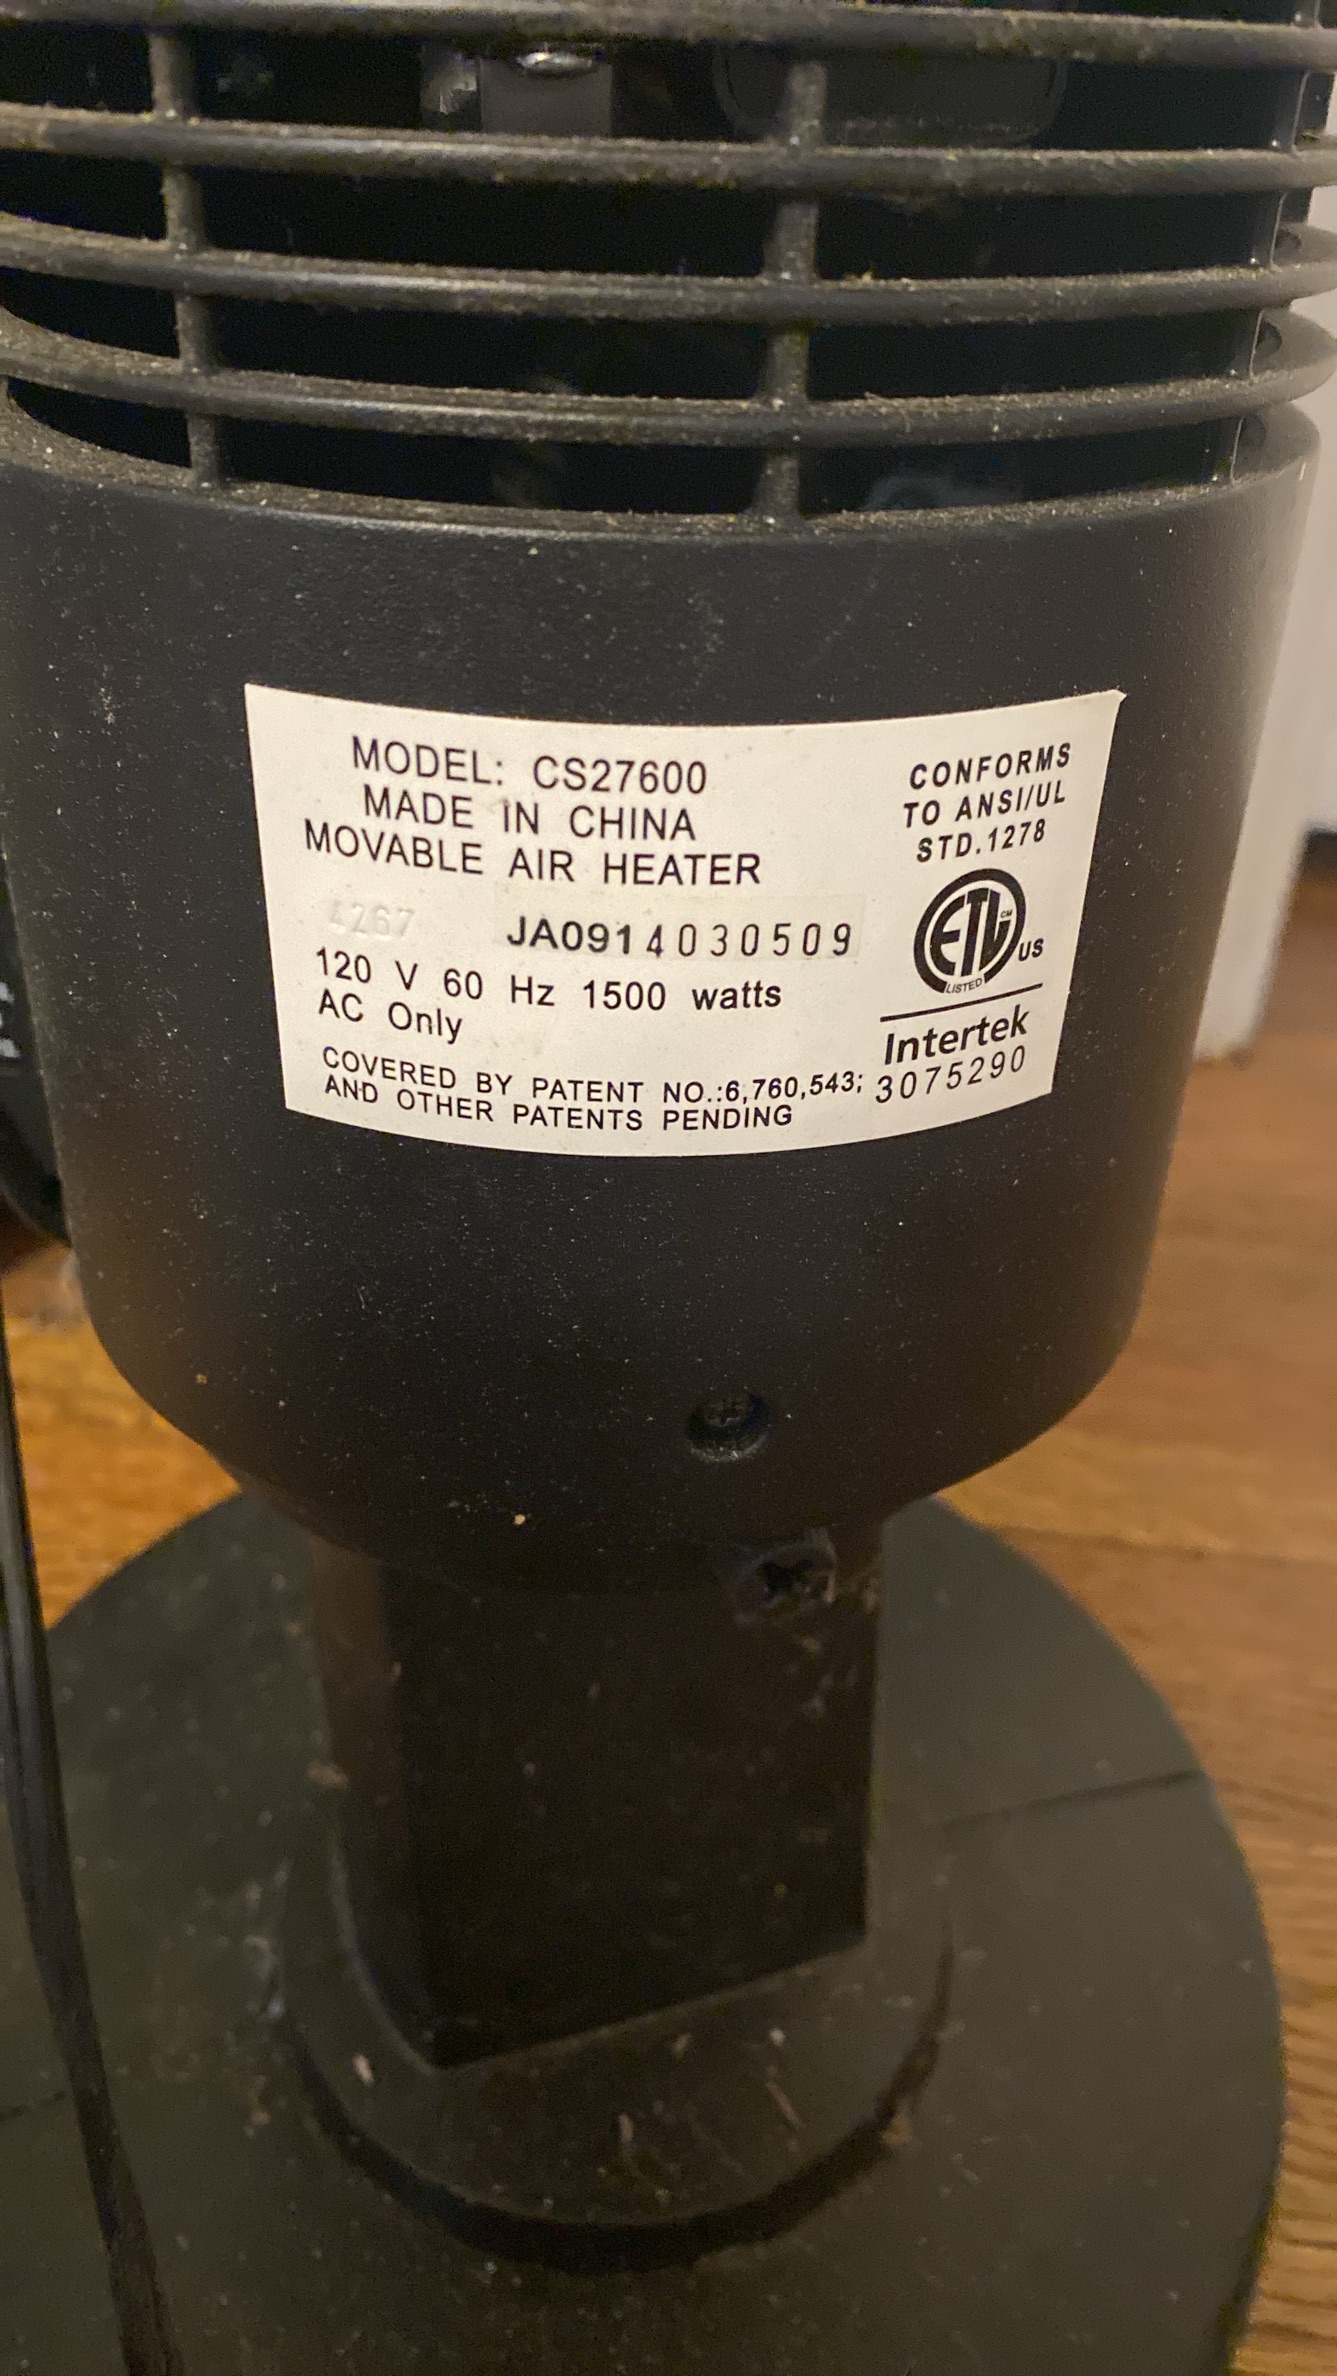 MODEL: CS27600
MADE IN CHINA
MOVABLE AIR HEATER
4267
JA0914030509
120 V 60 Hz 1500 watts
AC Only
COVERED BY PATENT NO.:6,760,543;
AND OTHER PATENTS PENDING
CONFORMS
TO ANSI/UL
STD.1278
ETL CM
US
LISTED
Intertek
3075290